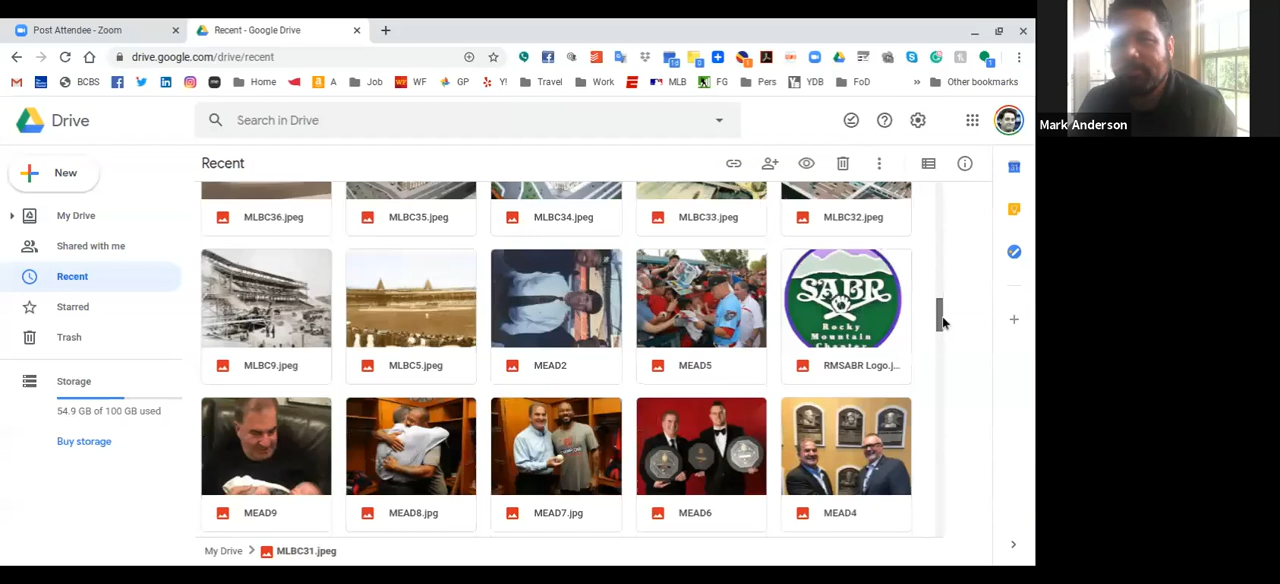 Post Attendee - Zoom
Recent - Google Drive
drive.google.com/drive/recent
BCBS
A
Job
Home
WF
GP
Y!
Travel
Work
MLB
FG
Pers
YDB
FoD
Other bookmarks
Mark Anderson
Drive
Search in Drive
New
Recent
My Drive
Shared with me
Recent
Starred
Trash
Storage
54.9 GB of 100 GB used
Buy storage
MLBC36.jpeg
MLBC35.jpeg
MLBC34.jpeg
MLBC33.jpeg
MLBC32.jpeg
SABR
Rocky
Mountain
Chapter
MLBC9.jpeg
MLBC5.jpeg
MEAD2
MEAD5
RMSABR Logo.j...
MEAD9
MEAD8.jpg
MEAD7.jpg
MEAD6
MEAD4
My Drive > MLBC31.jpeg